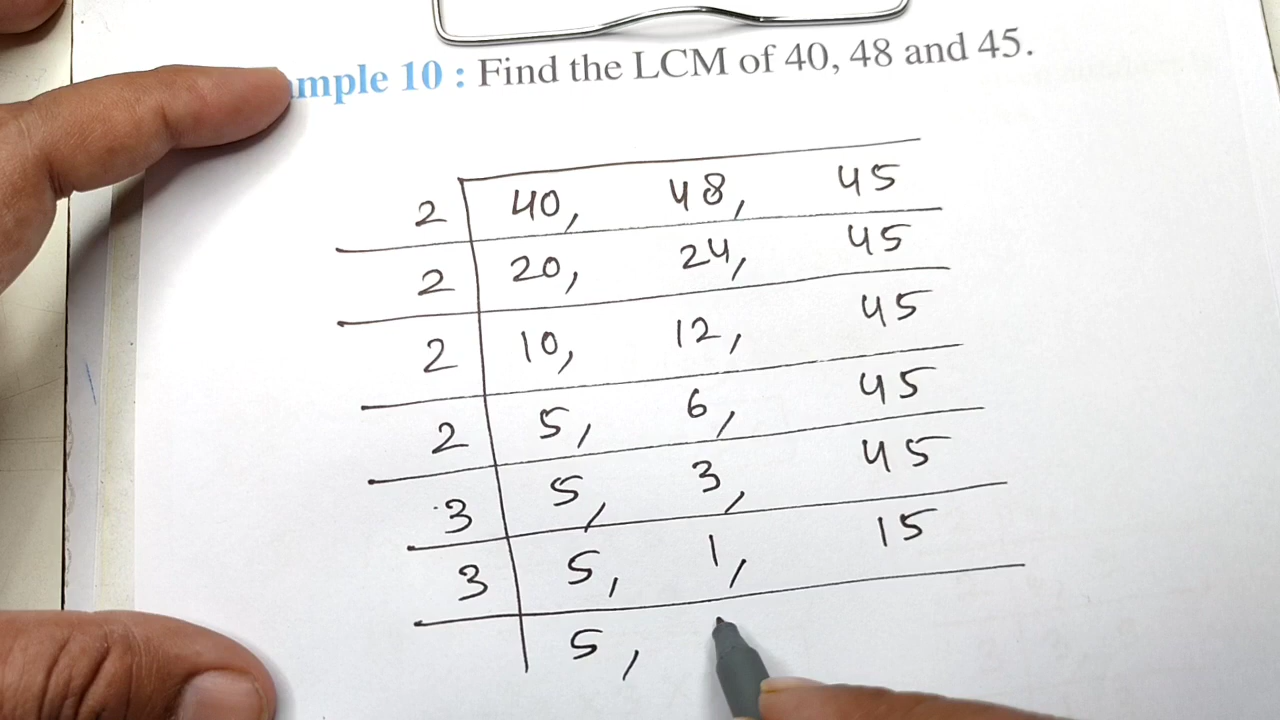 mple 10 : Find the LCM of 40, 48 and 45.
2 40, 48, 45
2 20, 24, 45
2 10, 12, 45
2 5, 6, 45
3 5, 3, 45
3 5, 1, 15
5,